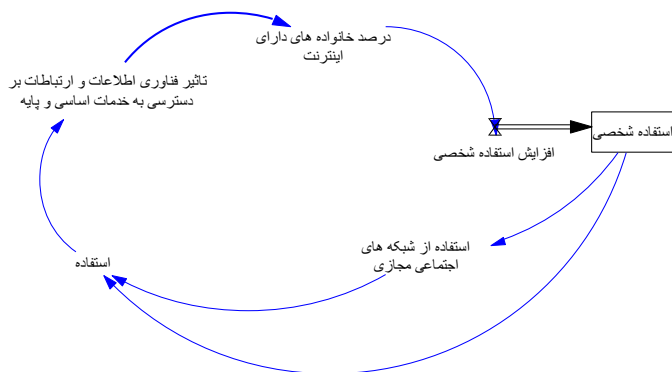 درصد خانواده های دارای
اینترنت
تاثیر فناوری اطلاعات و ارتباطات بر
دسترسی به خدمات اساسی و پایه
استفاده شخصی
افزایش استفاده شخصی
استفاده از شبکه های
اجتماعی مجازی
استفاده